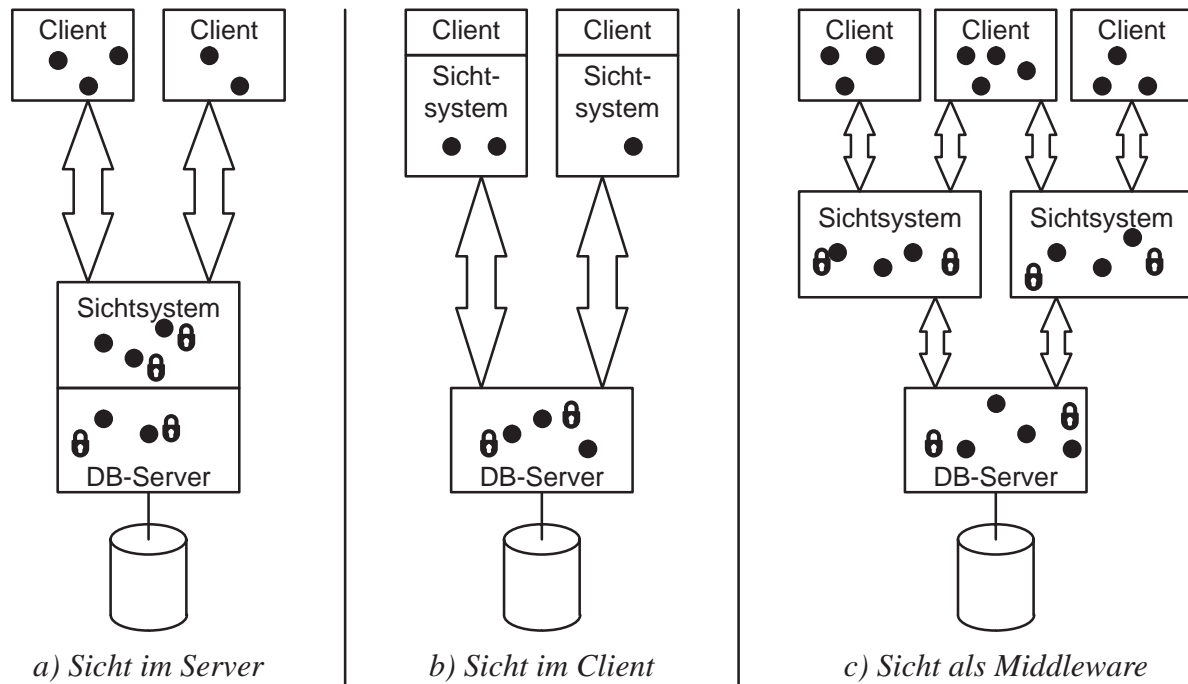 Client
Client
Sichtsystem
DB-Server
a) Sicht im Server
Client
Client
Sicht-
system
Sicht-
system
DB-Server
b) Sicht im Client
Client
Client
Client
Sichtsystem
Sichtsystem
DB-Server
c) Sicht als Middleware